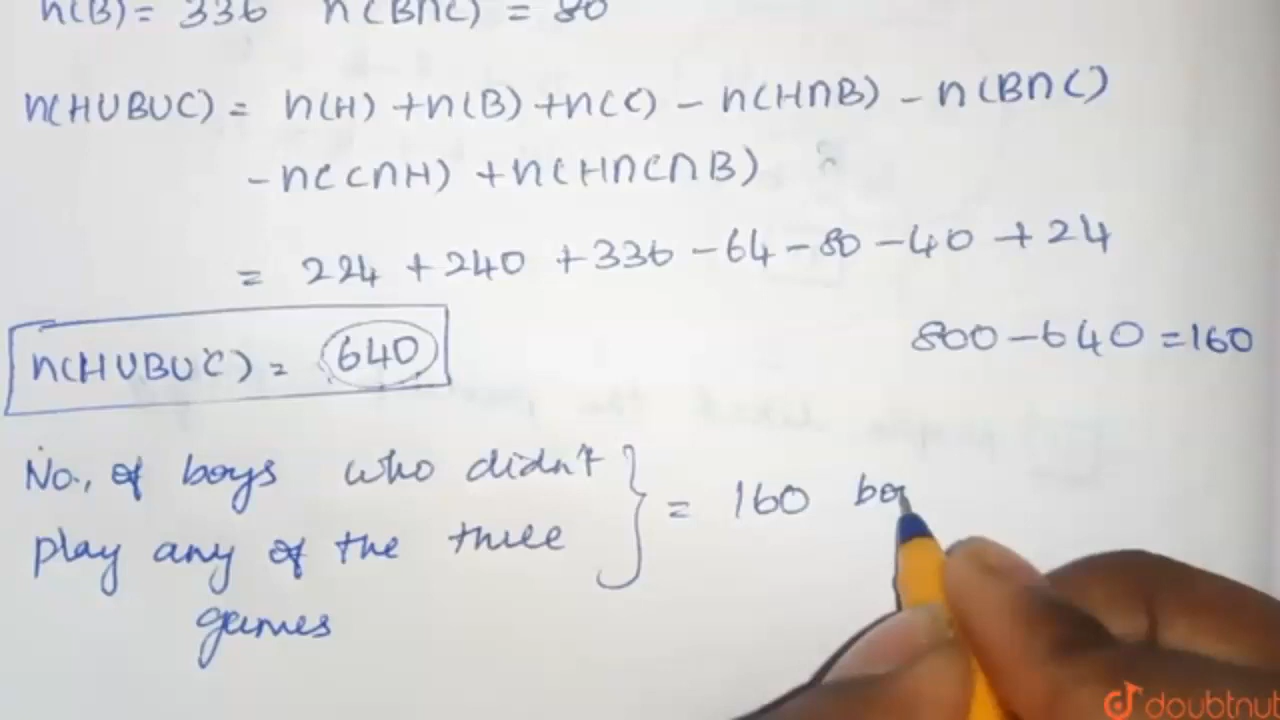 n(B) = 336 n(B∩C) = 80
n(H∪B∪C) = n(H) + n(B) + n(C) - n(H∩B) - n(B∩C)
- n(C∩H) + n(H∩C∩B)
= 224 + 240 + 336 - 64 - 80 - 40 + 24
n(H∪B∪C) = 640
800 - 640 = 160
No., of boys who didn't
play any of the three
games
} = 160 bo
doubtnut